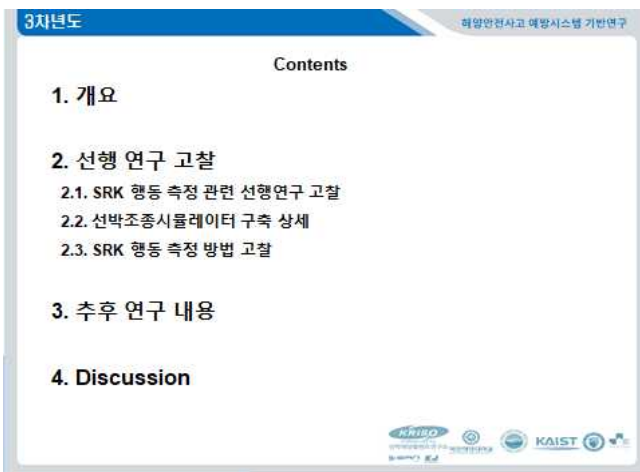 3차년도
해양안전사고 예방시스템 기반연구
Contents
1. 개요
2. 선행 연구 고찰
2.1. SRK 행동 측정 관련 선행연구 고찰
2.2. 선박조종시뮬레이터 구축 상세
2.3. SRK 행동 측정 방법 고찰
3. 추후 연구 내용
4. Discussion
KRISO
KAIST